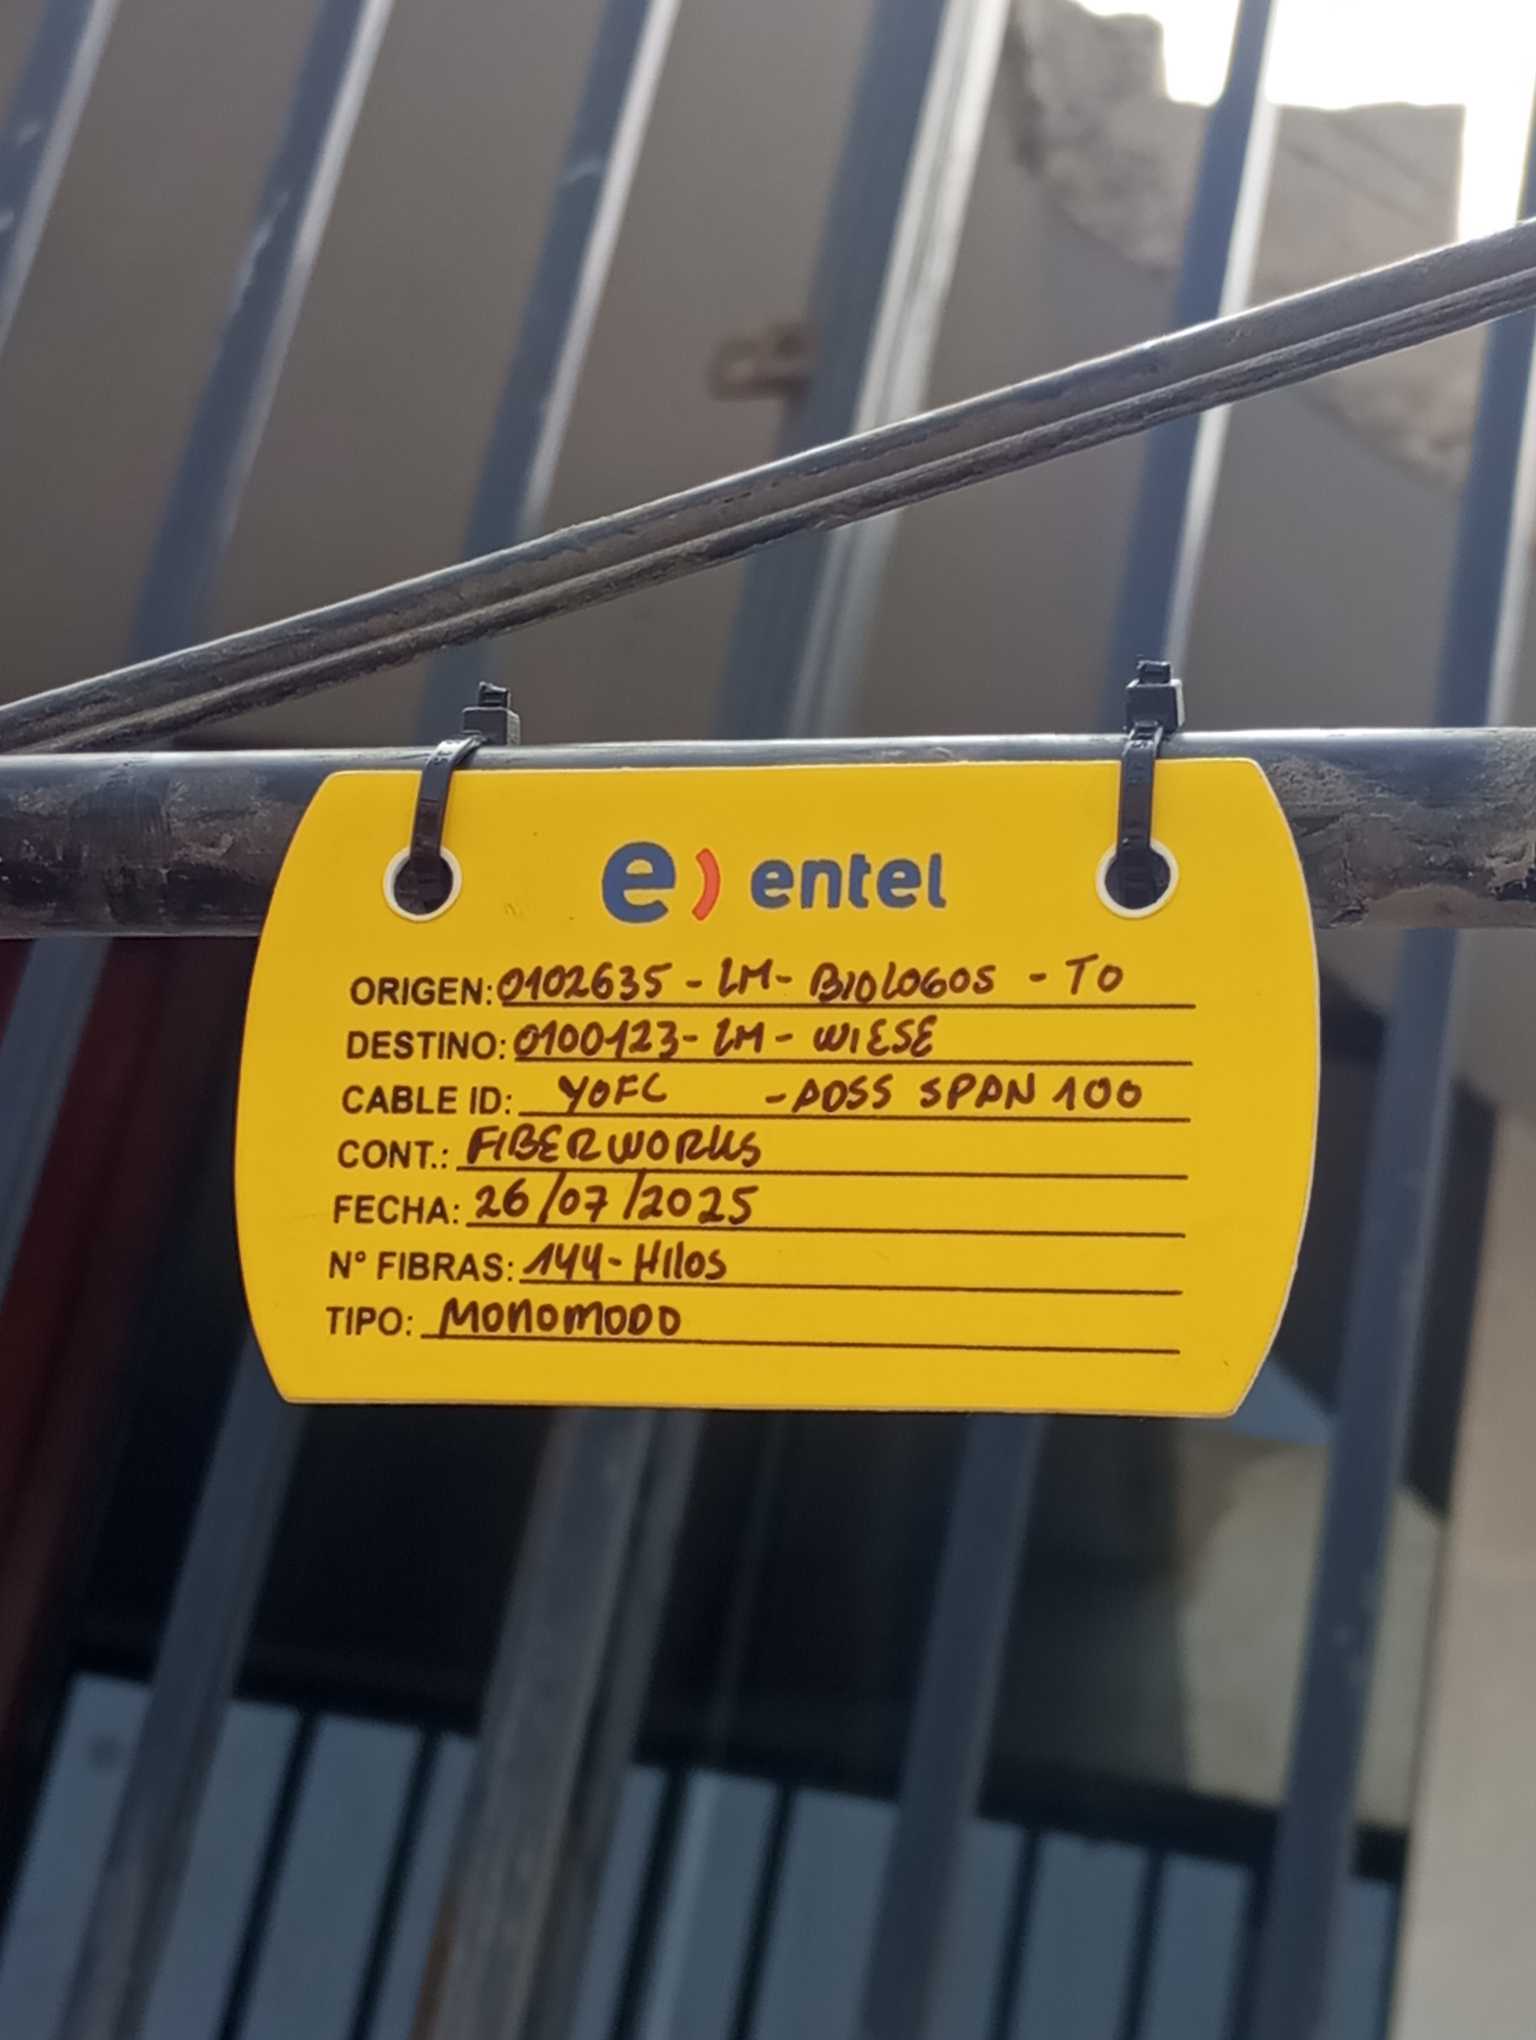 e) entel
ORIGEN: 0102635 - LM - BIOLOGOS - TO
DESTINO: 0100123 - LM - WIESE
CABLE ID: YOFC - ADSS SPAN 100
CONT.: FIBERWORKS
FECHA: 26/07/2025
N° FIBRAS: 144 - Hilos
TIPO: MONOMODO